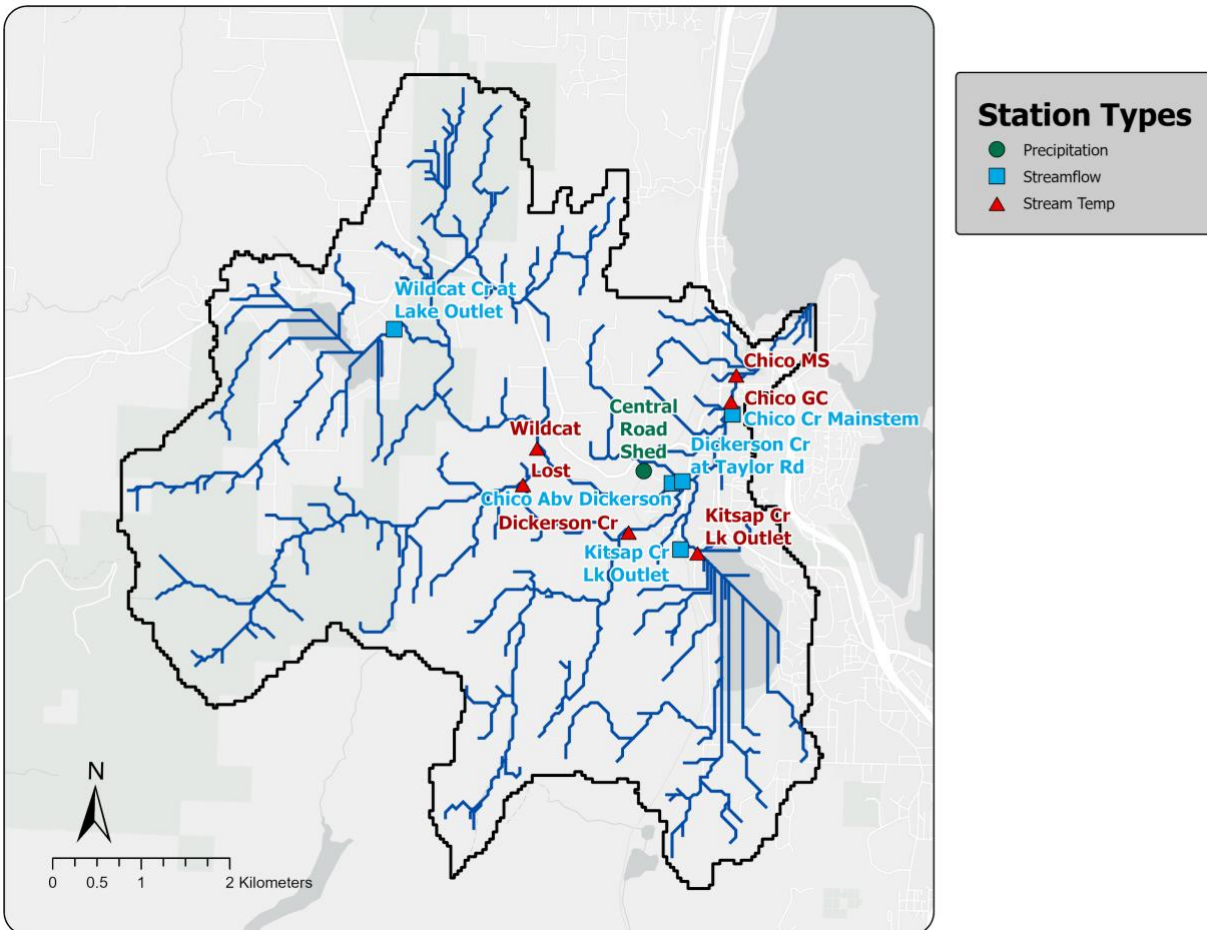 Station Types
Precipitation
Streamflow
Stream Temp
Wildcat Cr at
Lake Outlet
Chico MS
Chico GC
Chico Cr Mainstem
Central
Road
Shed
Dickerson Cr
at Taylor Rd
Wildcat
Lost
Chico Abv Dickerson
Dickerson Cr
Kitsap Cr
Lk Outlet
Kitsap Cr
Lk Outlet
N
0 0.5 1 2 Kilometers